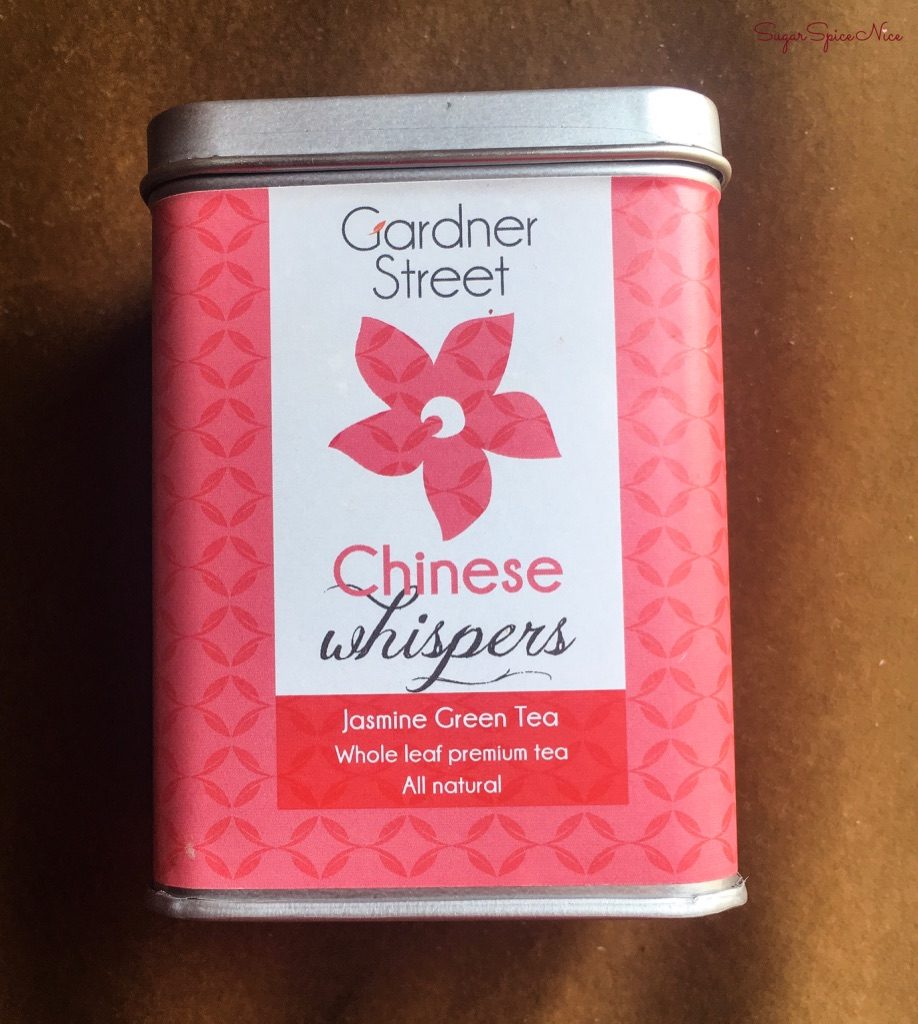 Sugar Spice Nice
Gardner
Street
Chinese
whispers
Jasmine Green Tea
Whole leaf premium tea
All natural